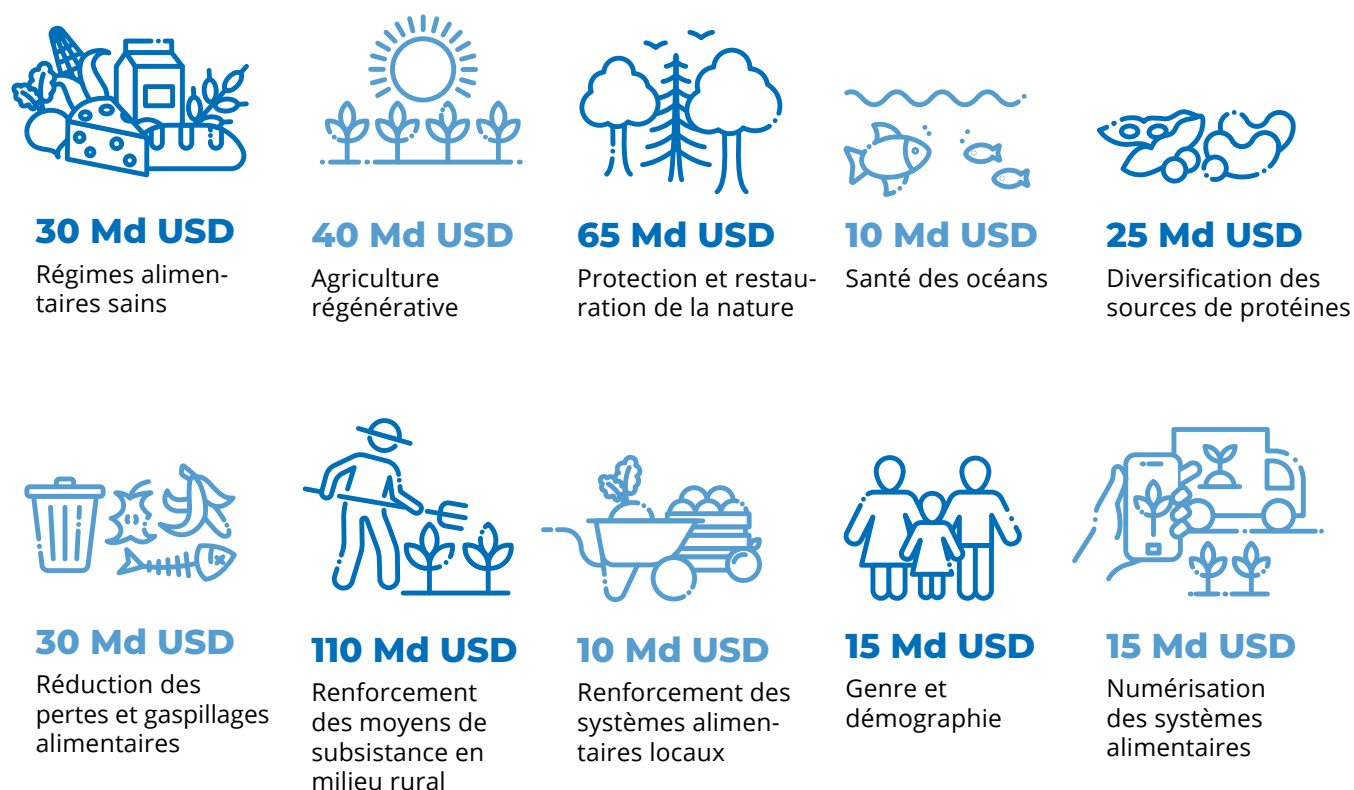 30 Md USD
Régimes alimen-
taires sains
40 Md USD
Agriculture
régénérative
65 Md USD
Protection et restau-
ration de la nature
10 Md USD
Santé des océans
25 Md USD
Diversification des
sources de protéines
30 Md USD
Réduction des
pertes et gaspillages
alimentaires
110 Md USD
Renforcement
des moyens de
subsistance en
milieu rural
10 Md USD
Renforcement des
systèmes alimen-
taires locaux
15 Md USD
Genre et
démographie
15 Md USD
Numérisation
des systèmes
alimentaires